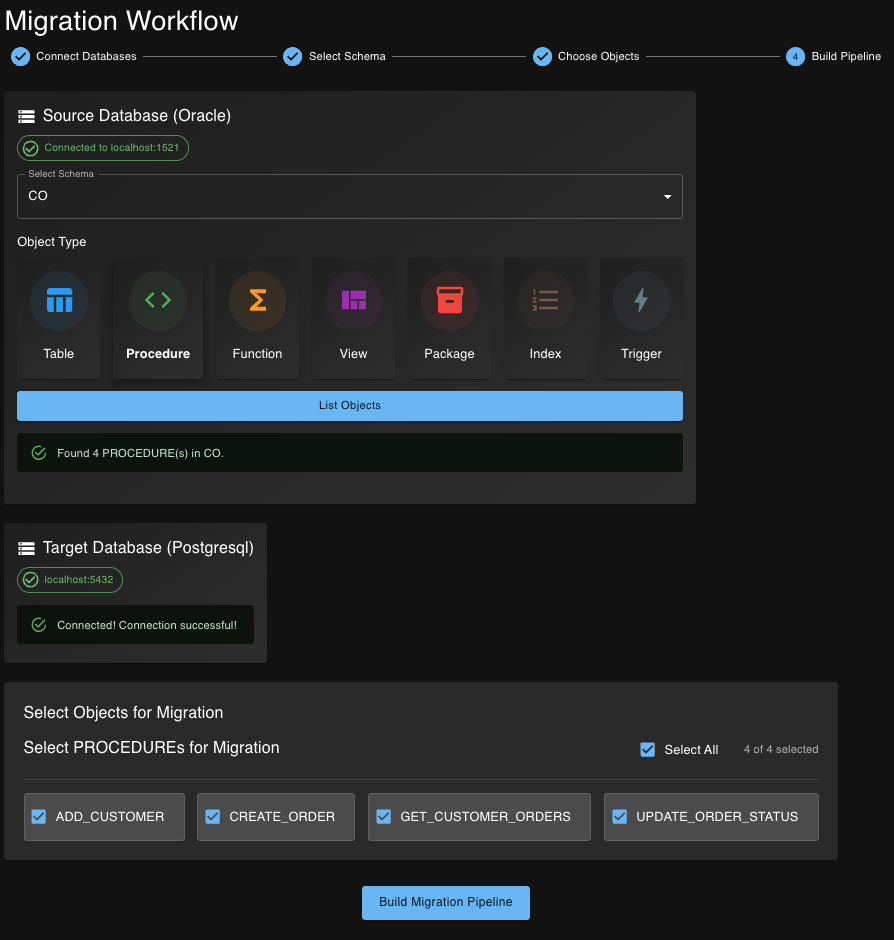 Migration Workflow
Connect Databases
Select Schema
Choose Objects
4 Build Pipeline
Source Database (Oracle)
Connected to localhost:1521
Select Schema
CO
Object Type
Table
Procedure
Function
View
1
2
3
Package
Index
Trigger
List Objects
Found 4 PROCEDURE(s) in CO.
Target Database (Postgresql)
localhost:5432
Connected! Connection successful!
Select Objects for Migration
Select PROCEDUREs for Migration
Select All
4 of 4 selected
ADD_CUSTOMER
CREATE_ORDER
GET_CUSTOMER_ORDERS
UPDATE_ORDER_STATUS
Build Migration Pipeline